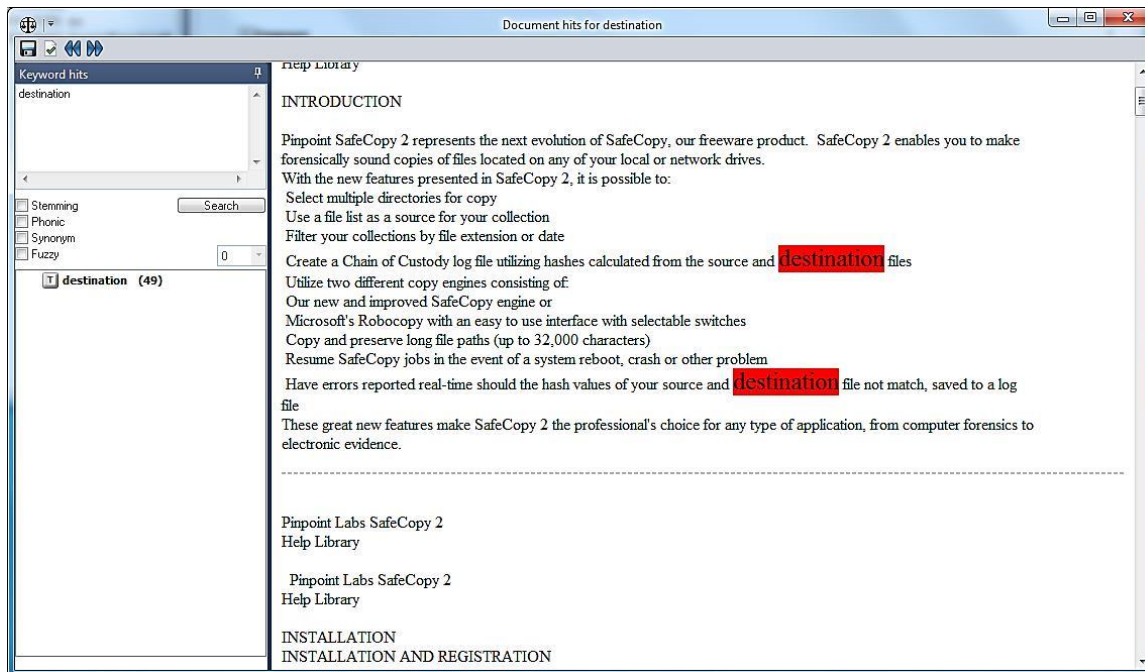 Document hits for destination
Keyword hits
destination
Stemming
Search
Phonic
Synonym
Fuzzy
0
T destination (49)
Help Library
INTRODUCTION
Pinpoint SafeCopy 2 represents the next evolution of SafeCopy, our freeware product. SafeCopy 2 enables you to make
forensically sound copies of files located on any of your local or network drives.
With the new features presented in SafeCopy 2, it is possible to:
Select multiple directories for copy
Use a file list as a source for your collection
Filter your collections by file extension or date
Create a Chain of Custody log file utilizing hashes calculated from the source and destination files
Utilize two different copy engines consisting of:
Our new and improved SafeCopy engine or
Microsoft's Robocopy with an easy to use interface with selectable switches
Copy and preserve long file paths (up to 32,000 characters)
Resume SafeCopy jobs in the event of a system reboot, crash or other problem
Have errors reported real-time should the hash values of your source and destination file not match, saved to a log
file
These great new features make SafeCopy 2 the professional's choice for any type of application, from computer forensics to
electronic evidence.
Pinpoint Labs SafeCopy 2
Help Library
Pinpoint Labs SafeCopy 2
Help Library
INSTALLATION
INSTALLATION AND REGISTRATION